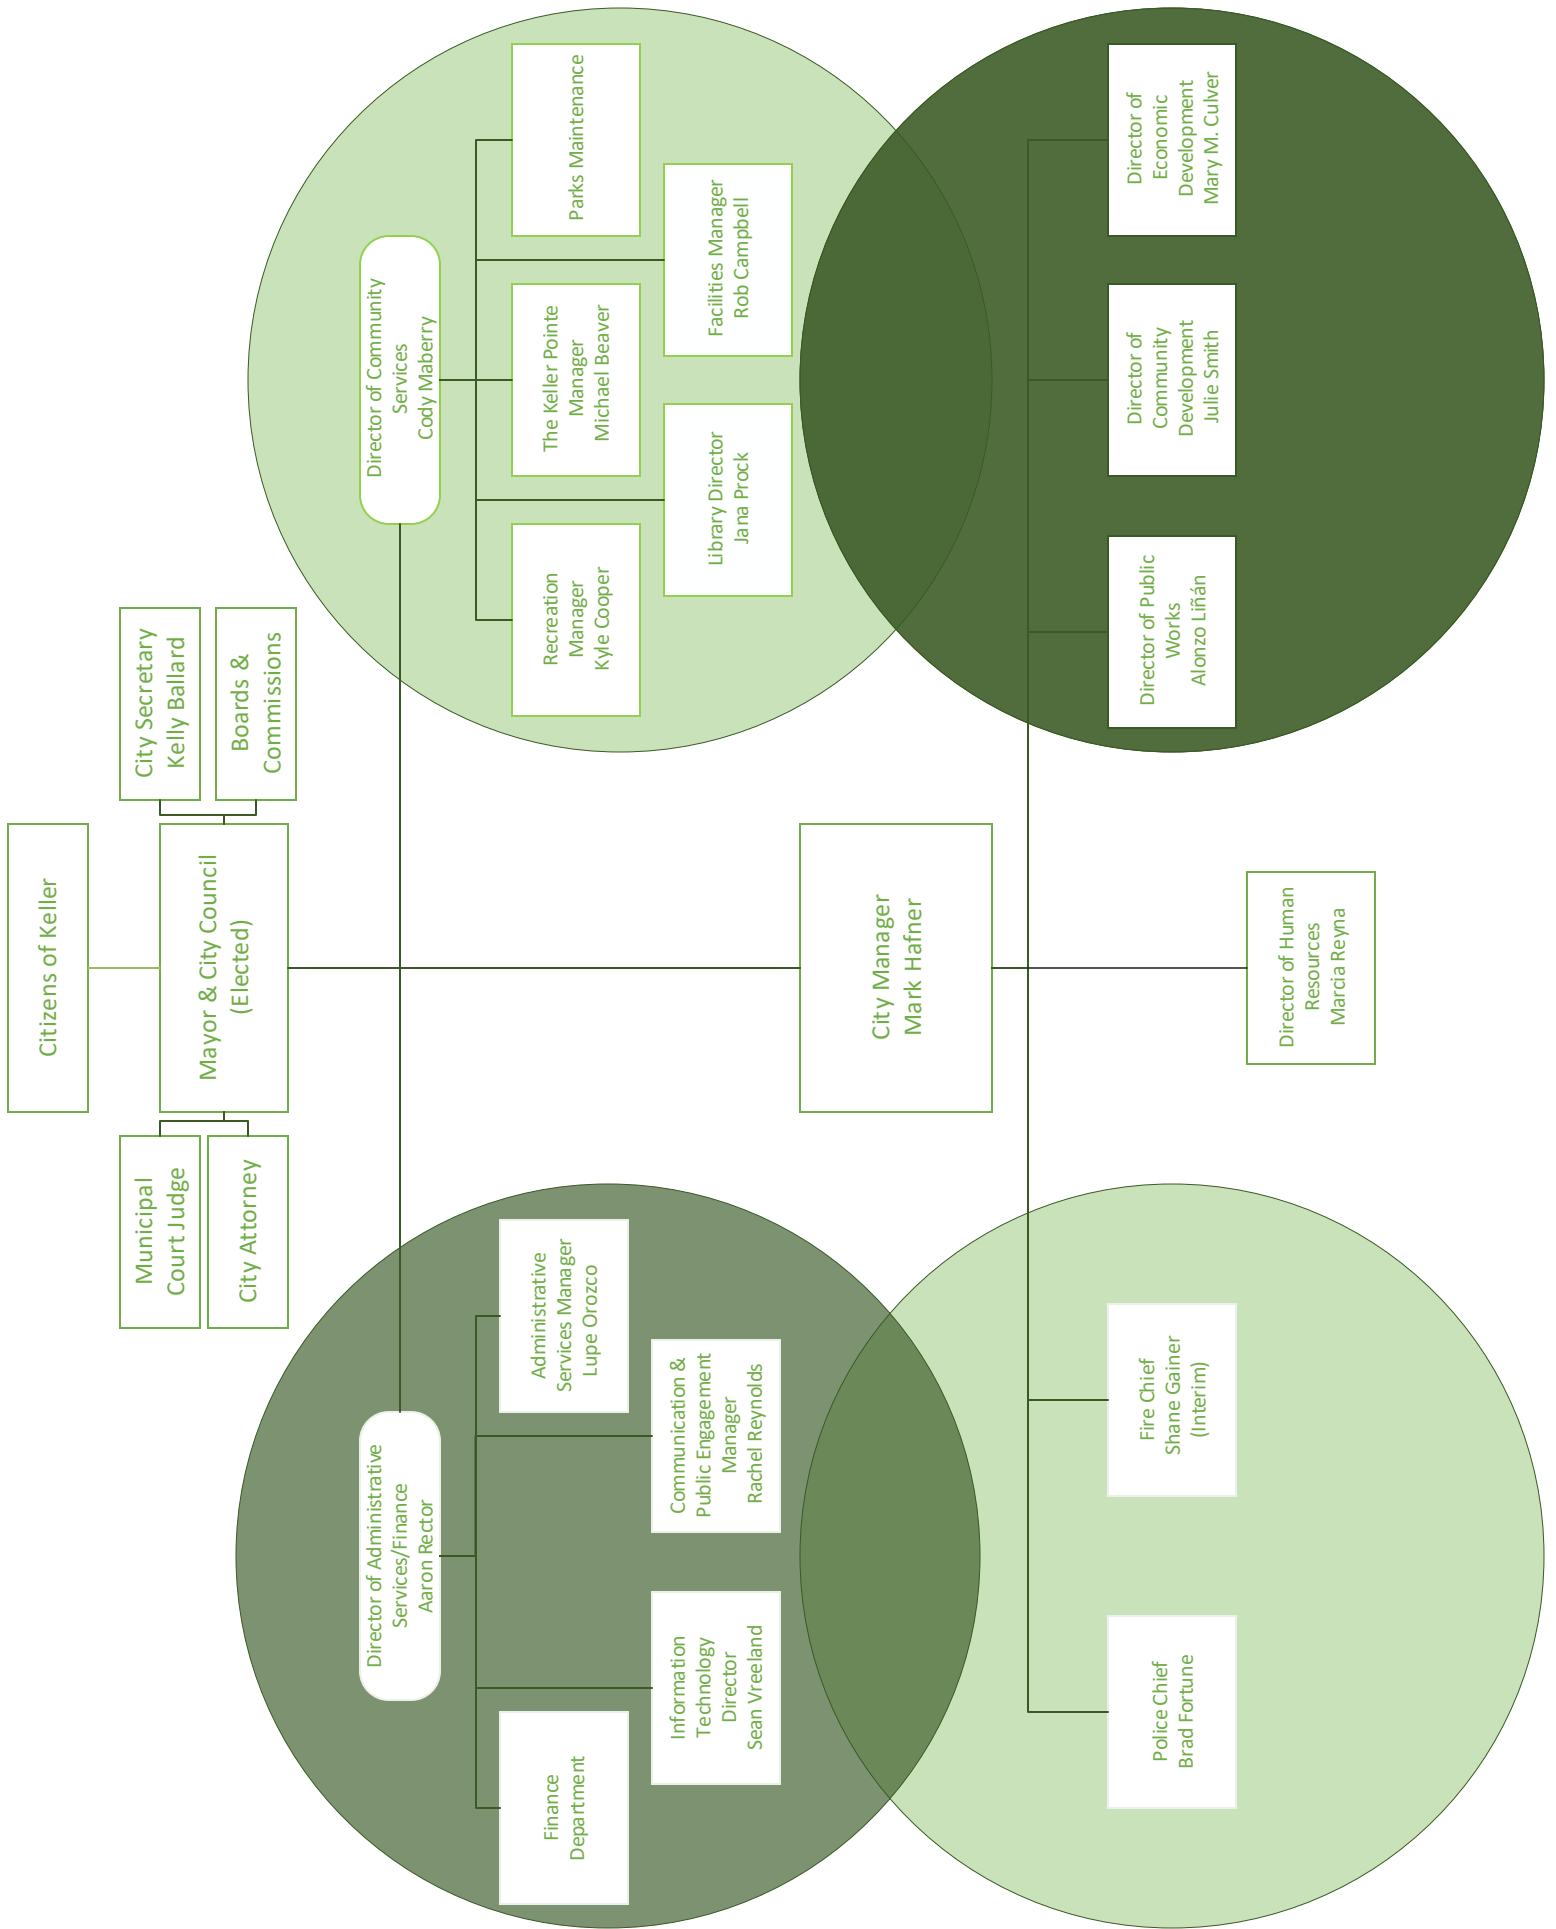 Citizens of Keller
Municipal
Court Judge
City Attorney
Mayor & City Council
(Elected)
City Secretary
Kelly Ballard
Boards &
Commissions
Director of Administrative
Services/Finance
Aaron Rector
Director of Community
Services
Cody Maberry
Finance
Department
Administrative
Services Manager
Lupe Orozco
Information
Technology
Director
Sean Vreeland
Communication &
Public Engagement
Manager
Rachel Reynolds
Recreation
Manager
Kyle Cooper
The Keller Pointe
Manager
Michael Beaver
Parks Maintenance
Library Director
Jana Prock
Facilities Manager
Rob Campbell
City Manager
Mark Hafner
Police Chief
Brad Fortune
Fire Chief
Shane Gainer
(Interim)
Director of Public
Works
Alonzo Liñán
Director of
Community
Development
Julie Smith
Director of
Economic
Development
Mary M. Culver
Director of Human
Resources
Marcia Reyna